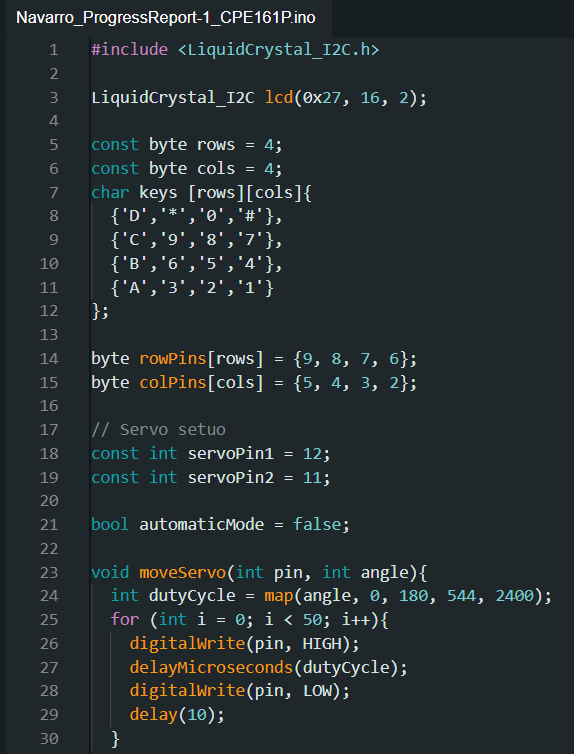 Navarro_ProgressReport-1_CPE161P.ino
1 #include <LiquidCrystal_I2C.h>
2
3 LiquidCrystal_I2C lcd(0x27, 16, 2);
4
5 const byte rows = 4;
6 const byte cols = 4;
7 char keys [rows][cols]{
8   {'D','*','0','#'},
9   {'C','9','8','7'},
10   {'B','6','5','4'},
11   {'A','3','2','1'}
12 };
13
14 byte rowPins[rows] = {9, 8, 7, 6};
15 byte colPins[cols] = {5, 4, 3, 2};
16
17 // Servo setuo
18 const int servoPin1 = 12;
19 const int servoPin2 = 11;
20
21 bool automaticMode = false;
22
23 void moveServo(int pin, int angle){
24   int dutyCycle = map(angle, 0, 180, 544, 2400);
25   for (int i = 0; i < 50; i++){
26     digitalWrite(pin, HIGH);
27     delayMicroseconds(dutyCycle);
28     digitalWrite(pin, LOW);
29     delay(10);
30   }